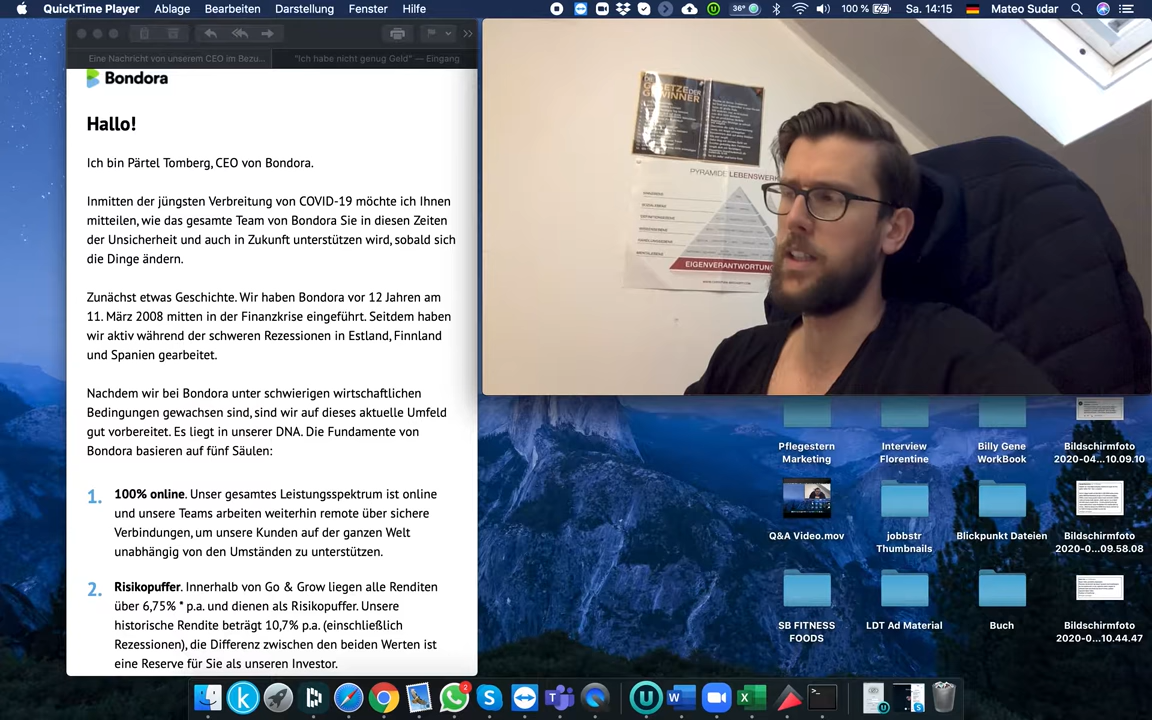 QuickTime Player Ablage Bearbeiten Darstellung Fenster Hilfe
36° 100 % Sa. 14:15 Mateo Sudar
Eine Nachricht von unserem CEO im Bezu...
"Ich habe nicht genug Geld" — Eingang
Bondora
Hallo!
Ich bin Pärtel Tomberg, CEO von Bondora.
Inmitten der jüngsten Verbreitung von COVID-19 möchte ich Ihnen
mitteilen, wie das gesamte Team von Bondora Sie in diesen Zeiten
der Unsicherheit und auch in Zukunft unterstützen wird, sobald sich
die Dinge ändern.
Zunächst etwas Geschichte. Wir haben Bondora vor 12 Jahren am
11. März 2008 mitten in der Finanzkrise eingeführt. Seitdem haben
wir aktiv während der schweren Rezessionen in Estland, Finnland
und Spanien gearbeitet.
Nachdem wir bei Bondora unter schwierigen wirtschaftlichen
Bedingungen gewachsen sind, sind wir auf dieses aktuelle Umfeld
gut vorbereitet. Es liegt in unserer DNA. Die Fundamente von
Bondora basieren auf fünf Säulen:
1. 100% online. Unser gesamtes Leistungsspektrum ist online
und unsere Teams arbeiten weiterhin remote über sichere
Verbindungen, um unsere Kunden auf der ganzen Welt
unabhängig von den Umständen zu unterstützen.
2. Risikopuffer. Innerhalb von Go & Grow liegen alle Renditen
über 6,75% * p.a. und dienen als Risikopuffer. Unsere
historische Rendite beträgt 10,7% p.a. (einschließlich
Rezessionen), die Differenz zwischen den beiden Werten ist
eine Reserve für Sie als unseren Investor.
GESETZE DER
GEWINNER
PYRAMIDE LEBENSWERK
EIGENVERANTWORTUNG
Pflegestern
Marketing
Interview
Florentine
Billy Gene
WorkBook
Bildschirmfoto
2020-04...10.09.10
Q&A Video.mov
jobbstr
Thumbnails
Blickpunkt Dateien
Bildschirmfoto
2020-0...09.58.08
SB FITNESS
FOODS
LDT Ad Material
Buch
Bildschirmfoto
2020-0...10.44.47
2